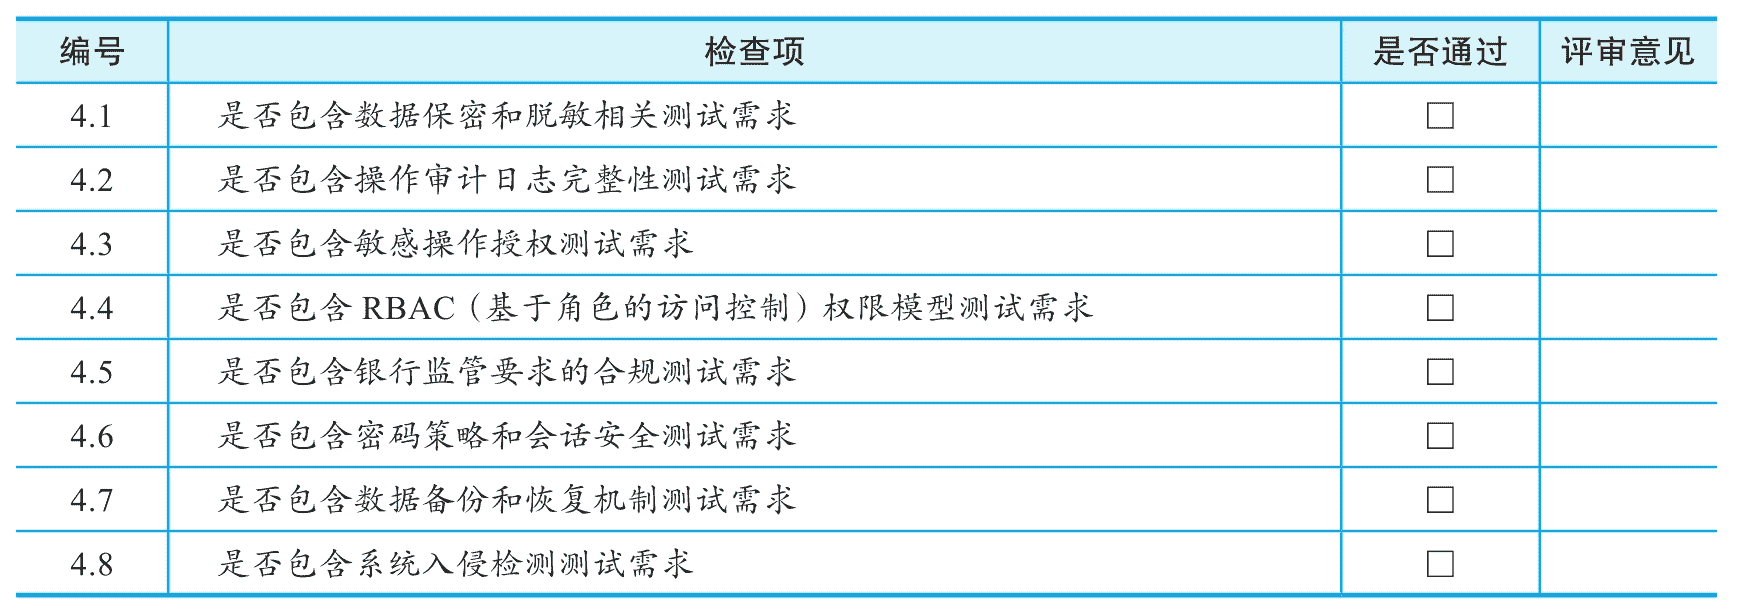 编号 检查项 是否通过 评审意见
4.1 是否包含数据保密和脱敏相关测试需求 □
4.2 是否包含操作审计日志完整性测试需求 □
4.3 是否包含敏感操作授权测试需求 □
4.4 是否包含 RBAC（基于角色的访问控制）权限模型测试需求 □
4.5 是否包含银行监管要求的合规测试需求 □
4.6 是否包含密码策略和会话安全测试需求 □
4.7 是否包含数据备份和恢复机制测试需求 □
4.8 是否包含系统入侵检测测试需求 □